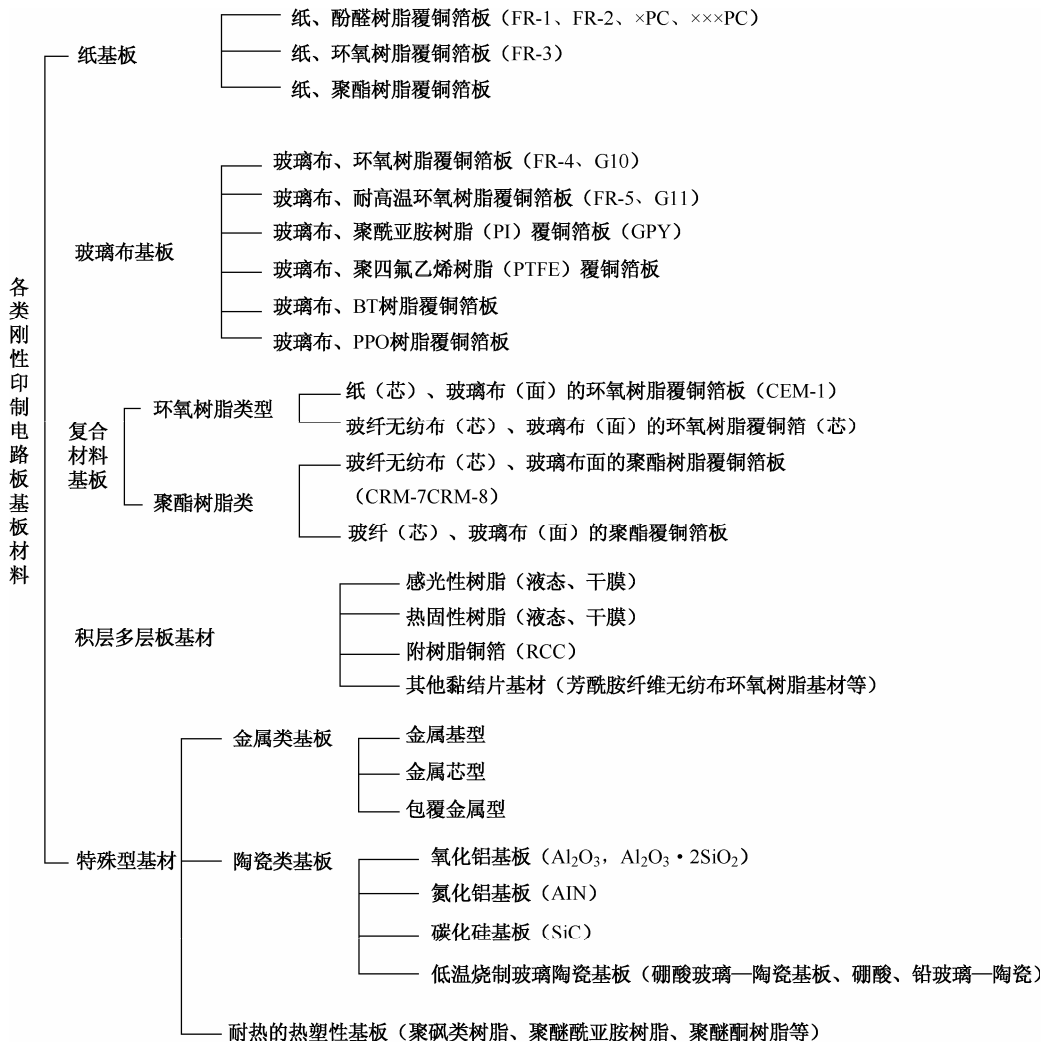 各类刚性印制电路板基板材料
纸基板
纸、酚醛树脂覆铜箔板（FR-1、FR-2、×PC、×××PC）
纸、环氧树脂覆铜箔板（FR-3）
纸、聚酯树脂覆铜箔板
玻璃布基板
玻璃布、环氧树脂覆铜箔板（FR-4、G10）
玻璃布、耐高温环氧树脂覆铜箔板（FR-5、G11）
玻璃布、聚酰亚胺树脂（PI）覆铜箔板（GPY）
玻璃布、聚四氟乙烯树脂（PTFE）覆铜箔板
玻璃布、BT树脂覆铜箔板
玻璃布、PPO树脂覆铜箔板
复合
材料
基板
环氧树脂类型
纸（芯）、玻璃布（面）的环氧树脂覆铜箔板（CEM-1）
玻纤无纺布（芯）、玻璃布（面）的环氧树脂覆铜箔（芯）
聚酯树脂类
玻纤无纺布（芯）、玻璃布面的聚酯树脂覆铜箔板
（CRM-7CRM-8）
玻纤（芯）、玻璃布（面）的聚酯覆铜箔板
积层多层板基材
感光性树脂（液态、干膜）
热固性树脂（液态、干膜）
附树脂铜箔（RCC）
其他黏结片基材（芳酰胺纤维无纺布环氧树脂基材等）
特殊型基材
金属类基板
金属基型
金属芯型
包覆金属型
陶瓷类基板
氧化铝基板（Al₂O₃，Al₂O₃·2SiO₂）
氮化铝基板（AIN）
碳化硅基板（SiC）
低温烧制玻璃陶瓷基板（硼酸玻璃—陶瓷基板、硼酸、铅玻璃—陶瓷）
耐热的热塑性基板（聚砜类树脂、聚醚酰亚胺树脂、聚醚酮树脂等）